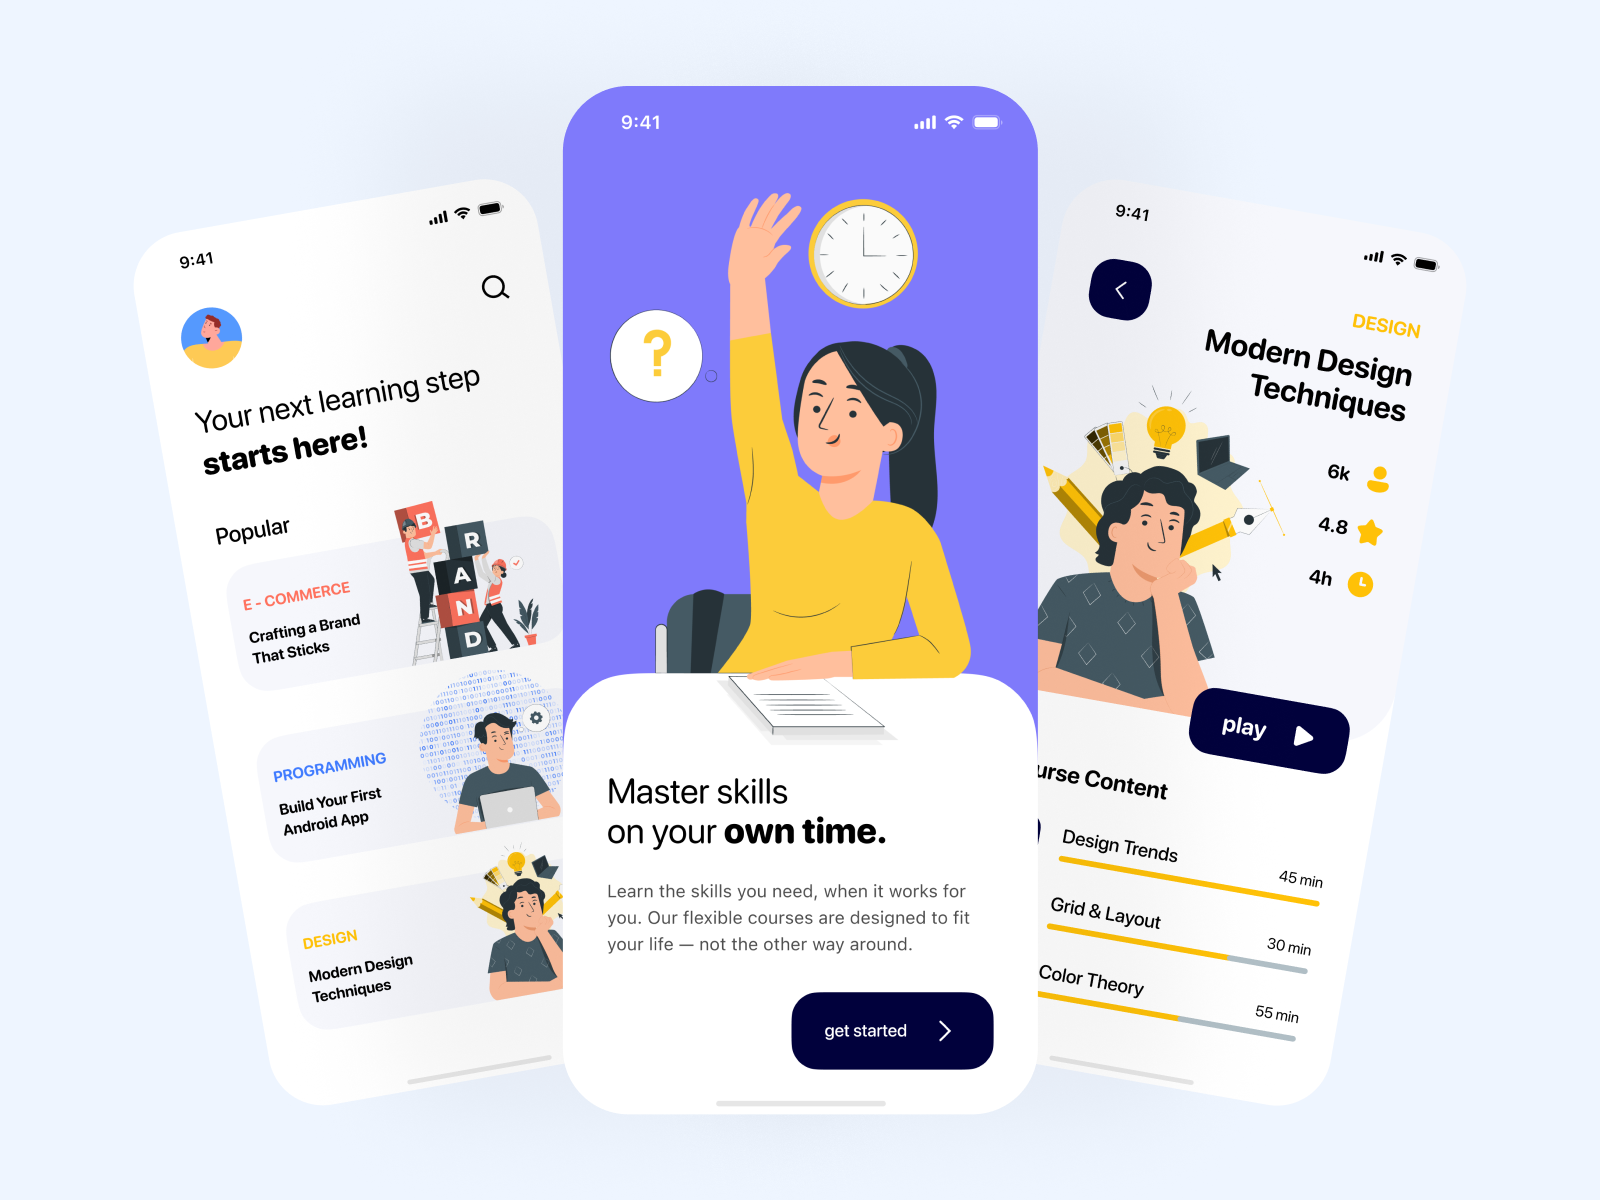 9:41
Your next learning step
starts here!
Popular
E - COMMERCE
Crafting a Brand
That Sticks
B
R
A
N
D
PROGRAMMING
Build Your First
Android App
DESIGN
Modern Design
Techniques
9:41
?
Master skills
on your own time.
Learn the skills you need, when it works for
you. Our flexible courses are designed to fit
your life — not the other way around.
get started
9:41
DESIGN
Modern Design
Techniques
6k
4.8
4h
play
urse Content
Design Trends
45 min
Grid & Layout
30 min
Color Theory
55 min